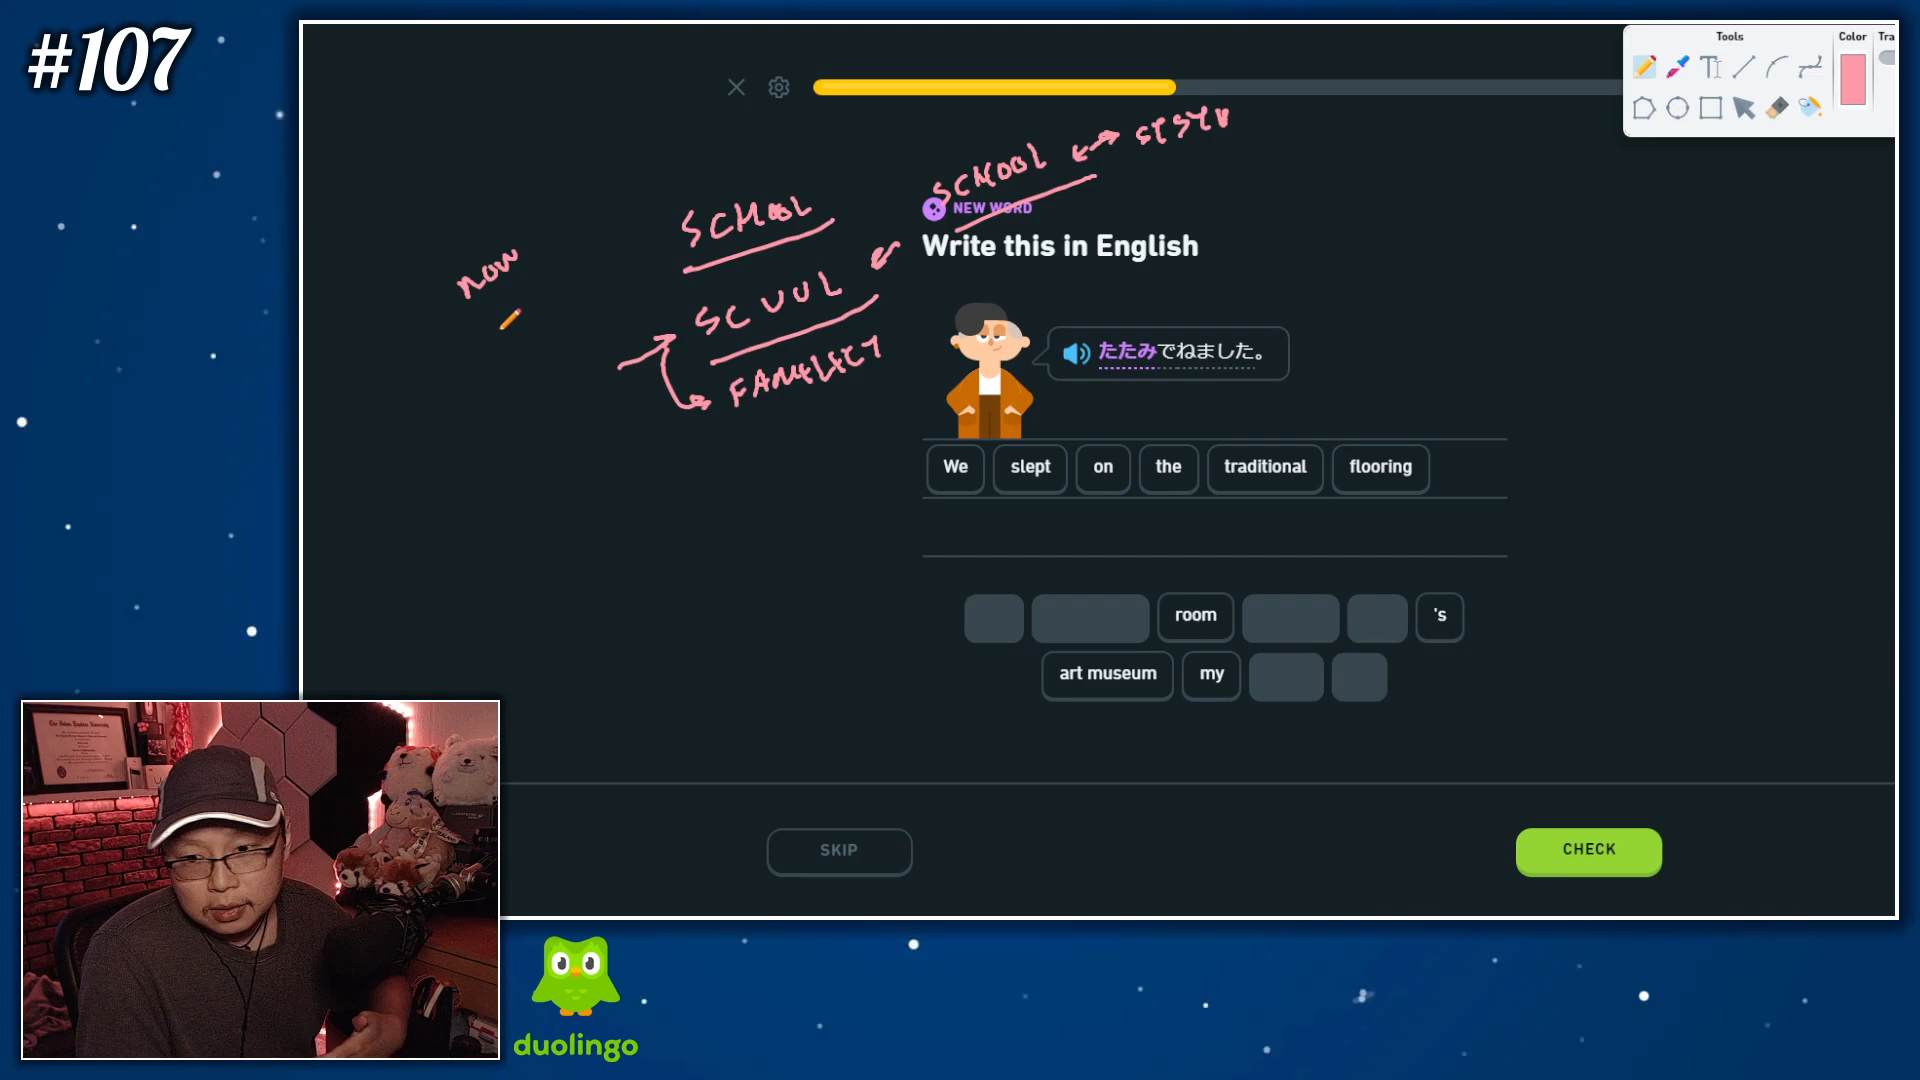 #107
Tools
Color
Tra
SCHOOL
NEW WORD
Write this in English
SCHOOL
SCUUL
now
たたみでねました。
We slept on the traditional flooring
room 's
art museum my
SKIP
CHECK
duolingo